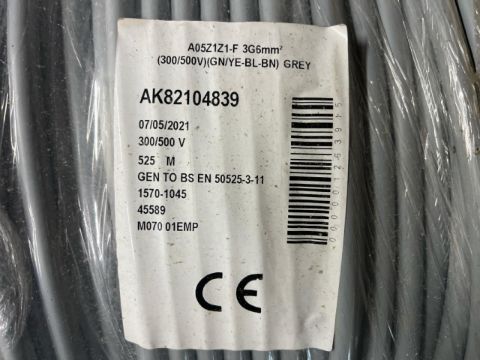 A05Z1Z1-F 3G6mm²
(300/500V)(GN/YE-BL-BN) GREY
AK82104839
07/05/2021
300/500 V
525 M
GEN TO BS EN 50525-3-11
1570-1045
45589
M070 01EMP
CE